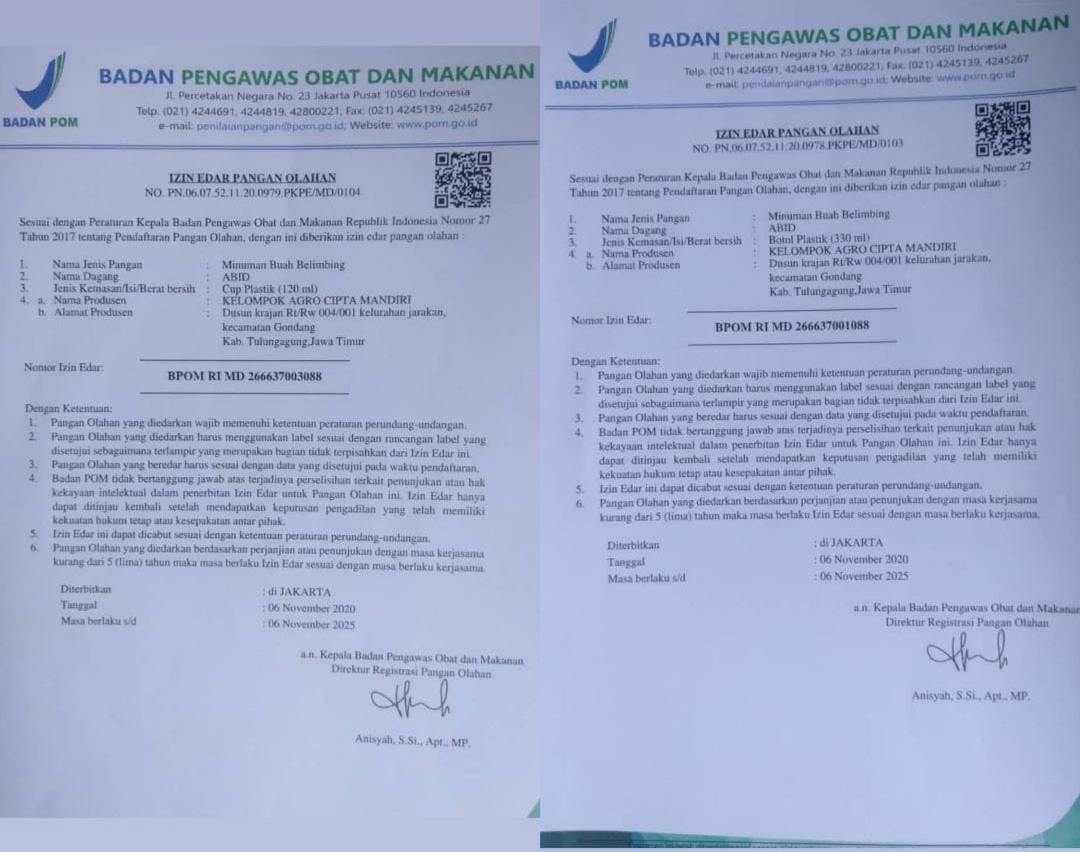 BADAN POM
BADAN PENGAWAS OBAT DAN MAKANAN
Jl. Percetakan Negara No. 23 Jakarta Pusat 10560 Indonesia
Telp. (021) 4244691, 4244819, 42800221; Fax: (021) 4245139, 4245267
e-mail: penilaianpangan@pom.go.id; Website: www.pom.go.id
IZIN EDAR PANGAN OLAHAN
NO. PN.06.07.52.11.20.0979.PKPE/MD/0104
Sesuai dengan Peraturan Kepala Badan Pengawas Obat dan Makanan Republik Indonesia Nomor 27
Tahun 2017 tentang Pendaftaran Pangan Olahan, dengan ini diberikan izin edar pangan olahan :
1. Nama Jenis Pangan : Minuman Buah Belimbing
2. Nama Dagang : ABID
3. Jenis Kemasan/Isi/Berat bersih : Cup Plastik (120 ml)
4. a. Nama Produsen : KELOMPOK AGRO CIPTA MANDIRI
b. Alamat Produsen : Dusun krajan Rt/Rw 004/001 kelurahan jarakan,
kecamatan Gondang
Kab. Tulungagung,Jawa Timur
Nomor Izin Edar:
BPOM RI MD 266637003088
Dengan Ketentuan:
1. Pangan Olahan yang diedarkan wajib memenuhi ketentuan peraturan perundang-undangan.
2. Pangan Olahan yang diedarkan harus menggunakan label sesuai dengan rancangan label yang
disetujui sebagaimana terlampir yang merupakan bagian tidak terpisahkan dari Izin Edar ini.
3. Pangan Olahan yang beredar harus sesuai dengan data yang disetujui pada waktu pendaftaran.
4. Badan POM tidak bertanggung jawab atas terjadinya perselisihan terkait penunjukan atau hak
kekayaan intelektual dalam penerbitan Izin Edar untuk Pangan Olahan ini. Izin Edar hanya
dapat ditinjau kembali setelah mendapatkan keputusan pengadilan yang telah memiliki
kekuatan hukum tetap atau kesepakatan antar pihak.
5. Izin Edar ini dapat dicabut sesuai dengan ketentuan peraturan perundang-undangan.
6. Pangan Olahan yang diedarkan berdasarkan perjanjian atau penunjukan dengan masa kerjasama
kurang dari 5 (lima) tahun maka masa berlaku Izin Edar sesuai dengan masa berlaku kerjasama.
Diterbitkan : di JAKARTA
Tanggal : 06 November 2020
Masa berlaku s/d : 06 November 2025
a.n. Kepala Badan Pengawas Obat dan Makanan
Direktur Registrasi Pangan Olahan
Anisyah, S.Si., Apt., MP.
BADAN POM
BADAN PENGAWAS OBAT DAN MAKANAN
Jl. Percetakan Negara No. 23 Jakarta Pusat 10560 Indonesia
Telp. (021) 4244691, 4244819, 42800221; Fax: (021) 4245139, 4245267
e-mail: penilaianpangan@pom.go.id; Website: www.pom.go.id
IZIN EDAR PANGAN OLAHAN
NO. PN.06.07.52.11.20.0978.PKPE/MD/0103
Sesuai dengan Peraturan Kepala Badan Pengawas Obat dan Makanan Republik Indonesia Nomor 27
Tahun 2017 tentang Pendaftaran Pangan Olahan, dengan ini diberikan izin edar pangan olahan :
1. Nama Jenis Pangan : Minuman Buah Belimbing
2. Nama Dagang : ABID
3. Jenis Kemasan/Isi/Berat bersih : Botol Plastik (330 ml)
4. a. Nama Produsen : KELOMPOK AGRO CIPTA MANDIRI
b. Alamat Produsen : Dusun krajan Rt/Rw 004/001 kelurahan jarakan,
kecamatan Gondang
Kab. Tulungagung,Jawa Timur
Nomor Izin Edar:
BPOM RI MD 266637001088
Dengan Ketentuan:
1. Pangan Olahan yang diedarkan wajib memenuhi ketentuan peraturan perundang-undangan.
2. Pangan Olahan yang diedarkan harus menggunakan label sesuai dengan rancangan label yang
disetujui sebagaimana terlampir yang merupakan bagian tidak terpisahkan dari Izin Edar ini.
3. Pangan Olahan yang beredar harus sesuai dengan data yang disetujui pada waktu pendaftaran.
4. Badan POM tidak bertanggung jawab atas terjadinya perselisihan terkait penunjukan atau hak
kekayaan intelektual dalam penerbitan Izin Edar untuk Pangan Olahan ini. Izin Edar hanya
dapat ditinjau kembali setelah mendapatkan keputusan pengadilan yang telah memiliki
kekuatan hukum tetap atau kesepakatan antar pihak.
5. Izin Edar ini dapat dicabut sesuai dengan ketentuan peraturan perundang-undangan.
6. Pangan Olahan yang diedarkan berdasarkan perjanjian atau penunjukan dengan masa kerjasama
kurang dari 5 (lima) tahun maka masa berlaku Izin Edar sesuai dengan masa berlaku kerjasama.
Diterbitkan : di JAKARTA
Tanggal : 06 November 2020
Masa berlaku s/d : 06 November 2025
a.n. Kepala Badan Pengawas Obat dan Makanan
Direktur Registrasi Pangan Olahan
Anisyah, S.Si., Apt., MP.